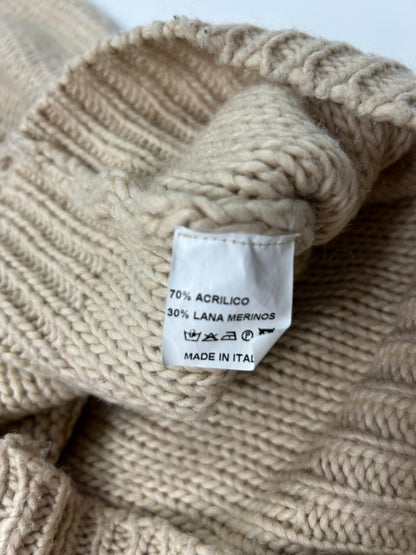 70% ACRILICO
30% LANA MERINOS
MADE IN ITAL